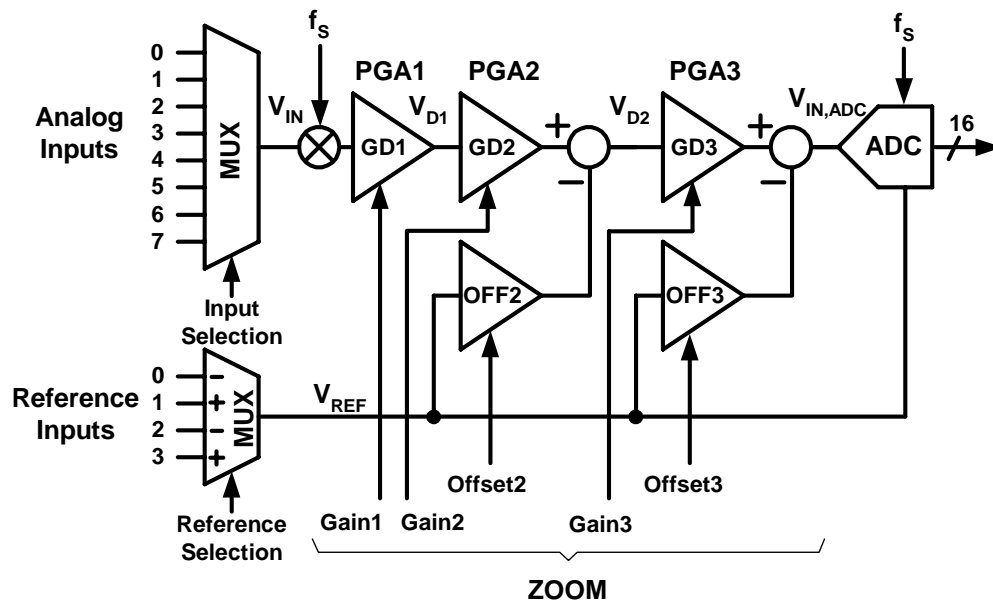 f_S
f_S
PGA1
PGA2
PGA3
0
1
2
3
4
5
6
7
Analog
Inputs
MUX
V_IN
GD1
V_D1
GD2
+
−
V_D2
GD3
+
−
V_IN,ADC
ADC
16
OFF2
OFF3
Input
Selection
Reference
Inputs
0 −
1 +
2 −
3 +
MUX
V_REF
Reference
Selection
Gain1
Gain2
Offset2
Gain3
Offset3
ZOOM